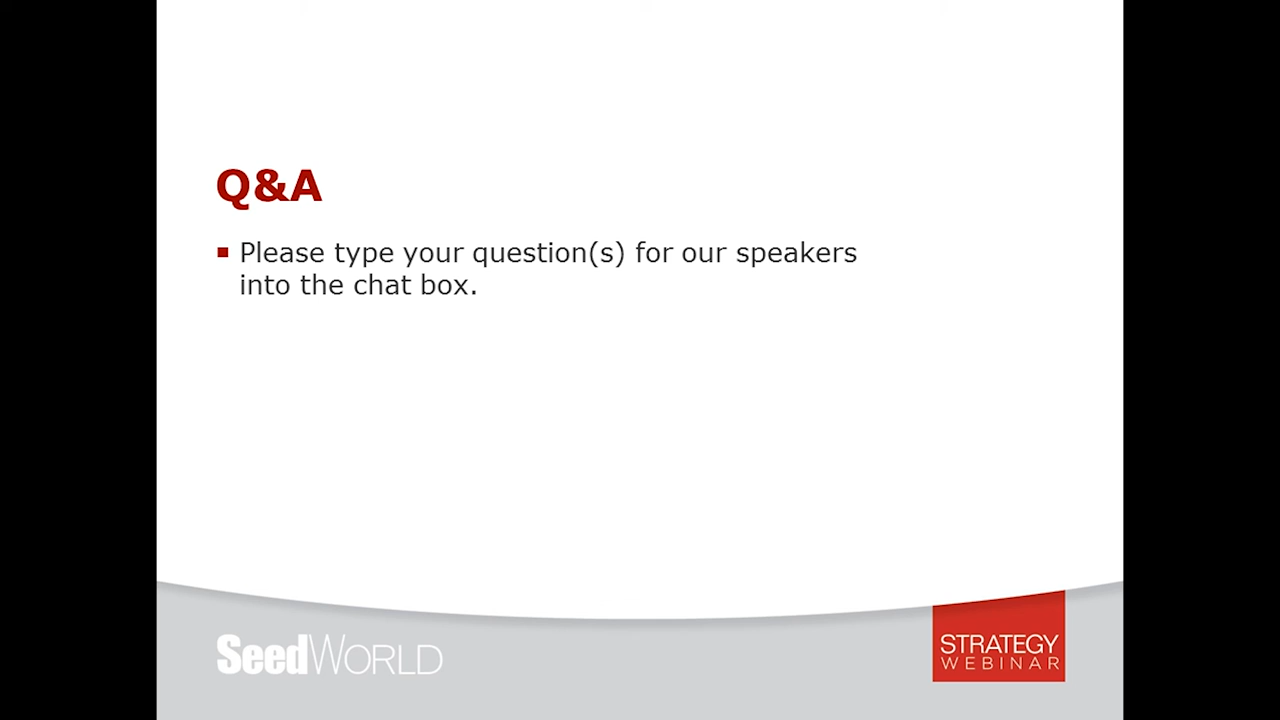 Q&A
Please type your question(s) for our speakers
into the chat box.
SeedWORLD
STRATEGY
WEBINAR